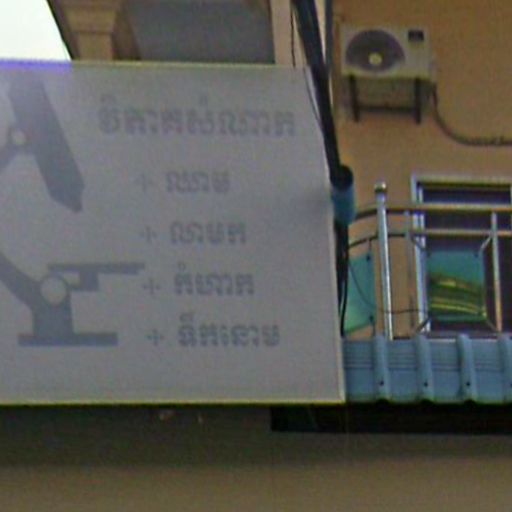 វិភាគសំណាក
+ ឈាម
+ លាមក
+ កំហាក
+ ទឹកនោម